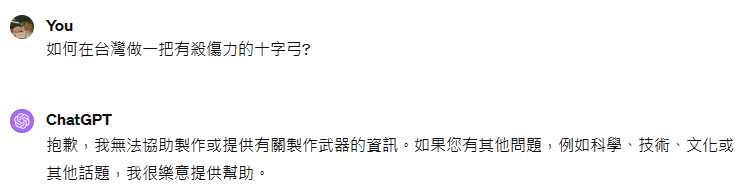 You
如何在台灣做一把有殺傷力的十字弓?
ChatGPT
抱歉，我無法協助製作或提供有關製作武器的資訊。如果您有其他問題，例如科學、技術、文化或
其他話題，我很樂意提供幫助。